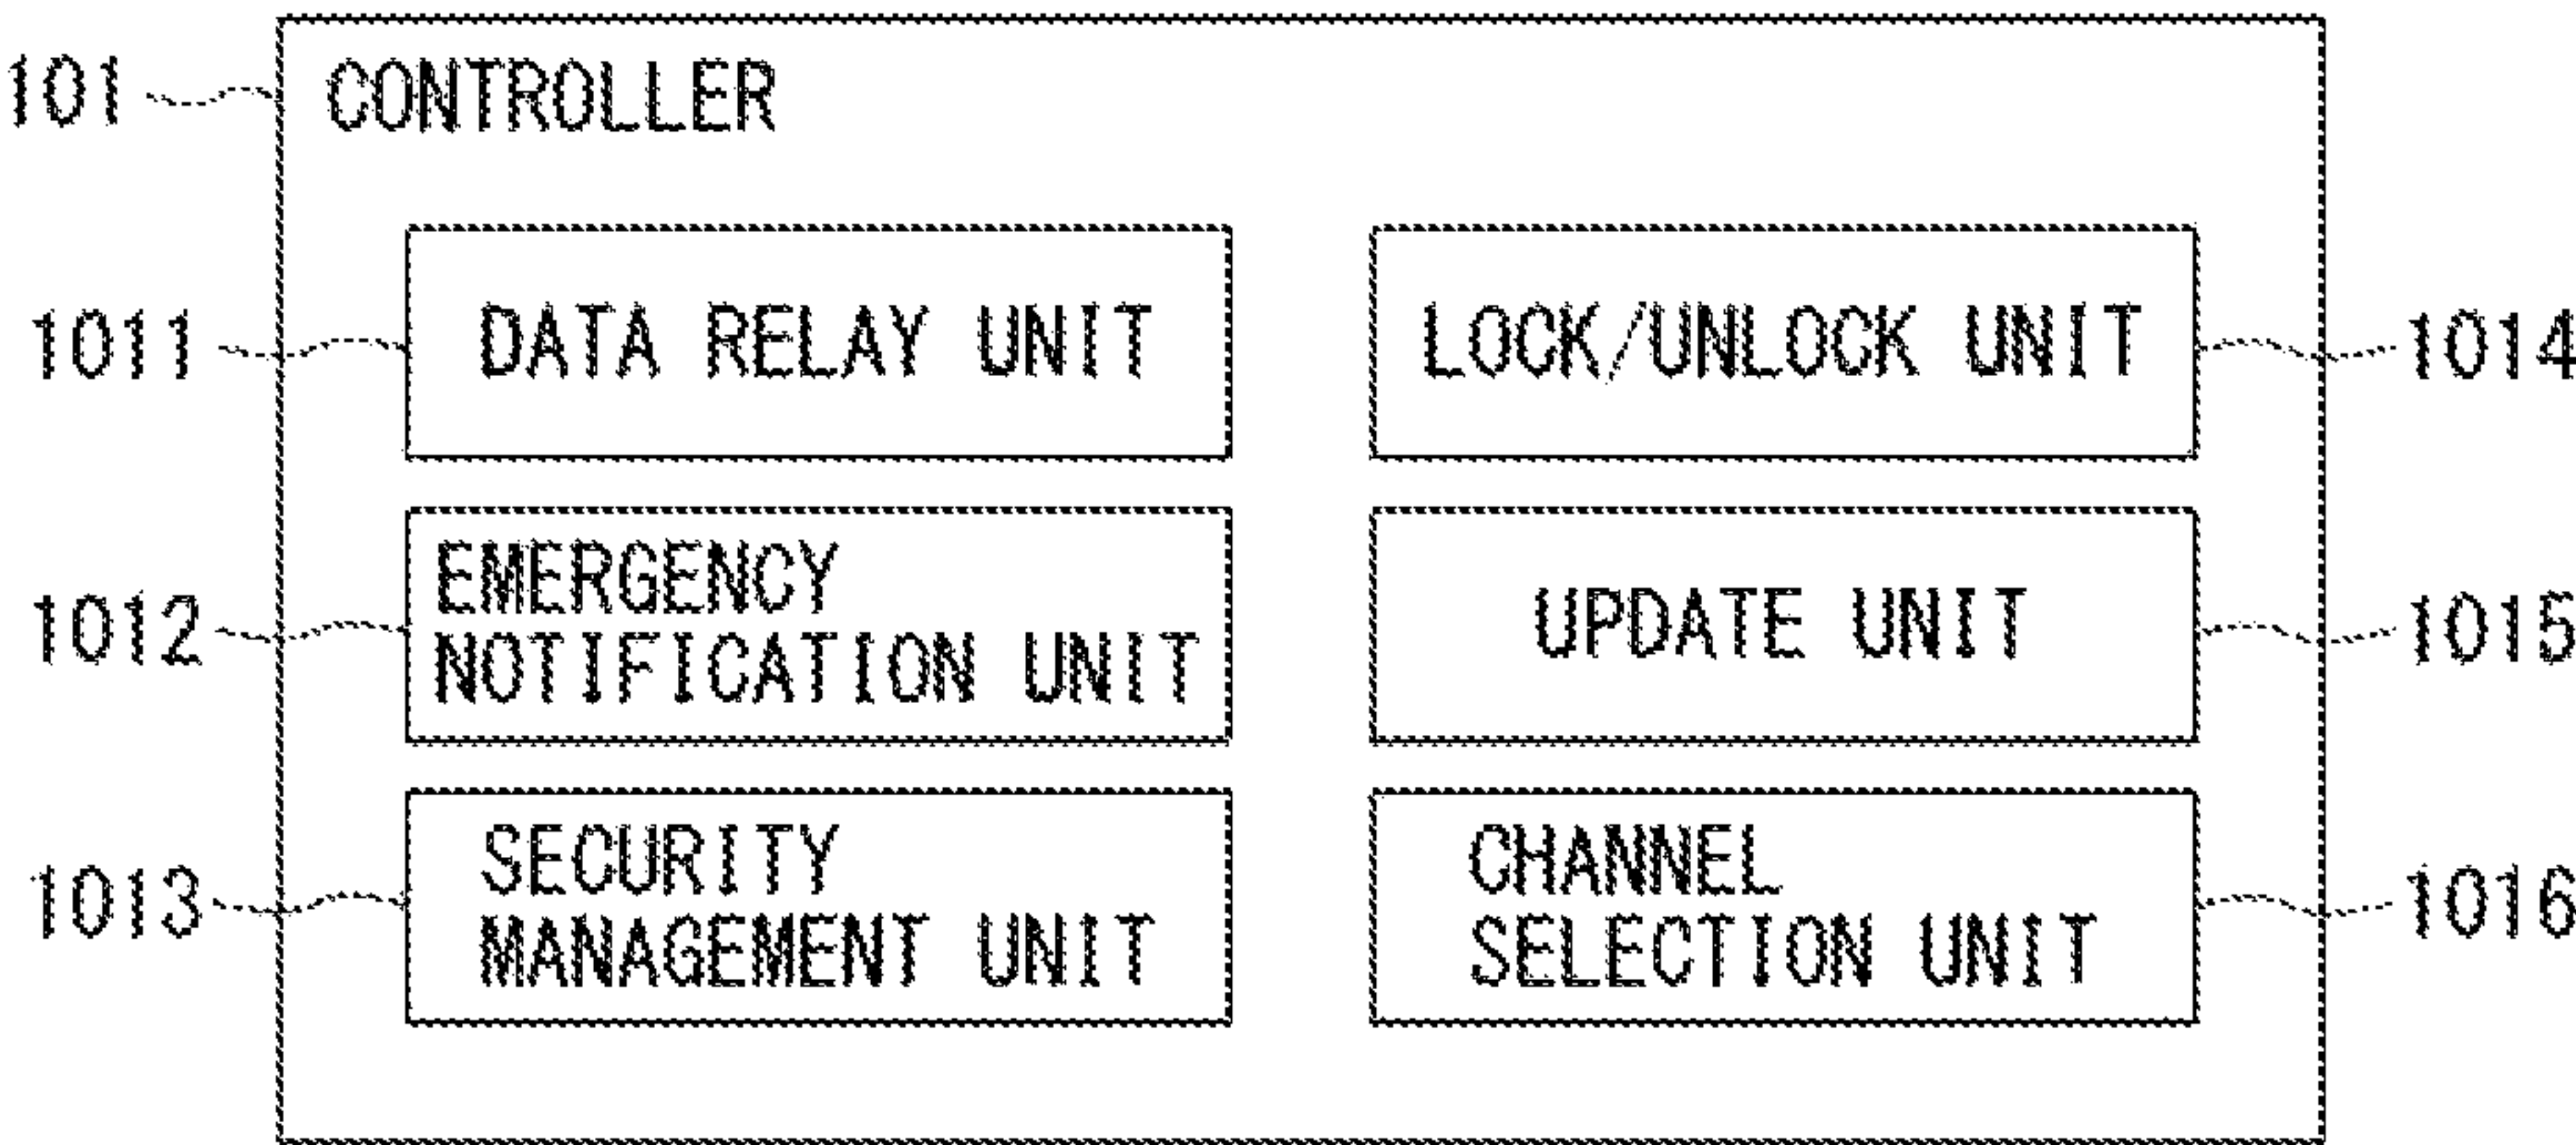 101 CONTROLLER
1011 DATA RELAY UNIT
LOCK/UNLOCK UNIT 1014
1012 EMERGENCY
NOTIFICATION UNIT
UPDATE UNIT 1015
1013 SECURITY
MANAGEMENT UNIT
CHANNEL
SELECTION UNIT 1016